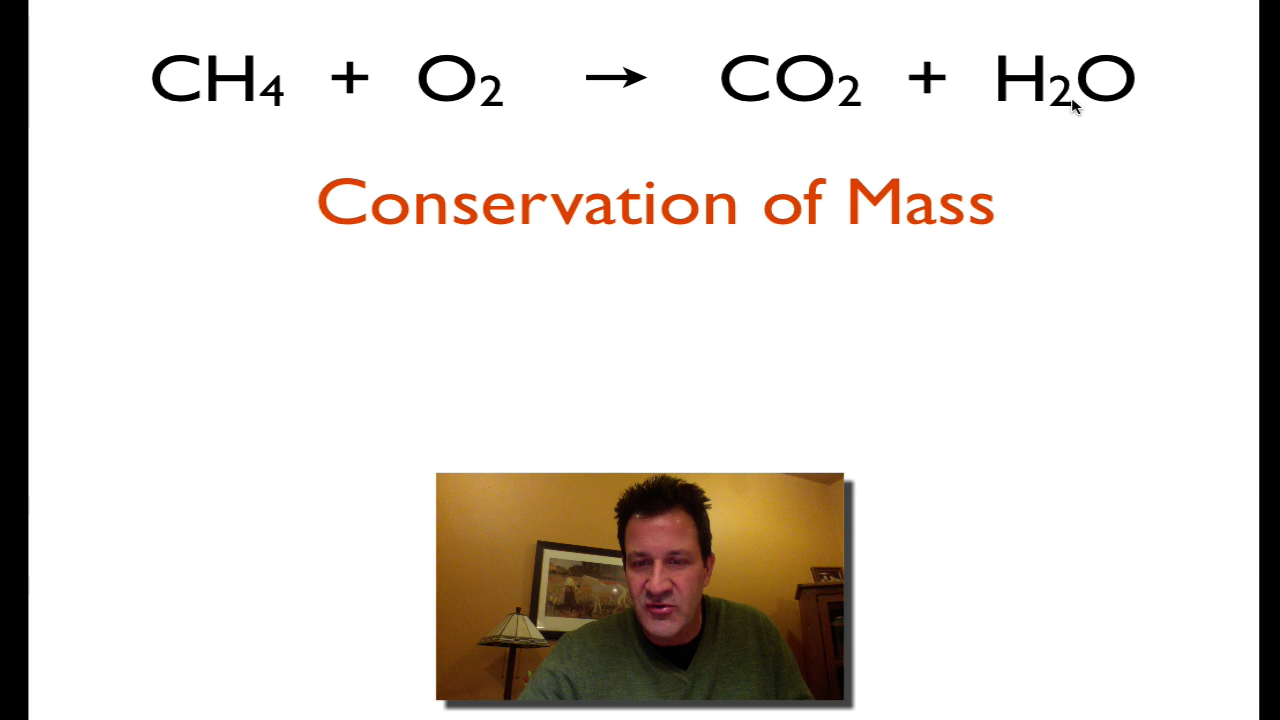 CH₄ + O₂ → CO₂ + H₂O
Conservation of Mass